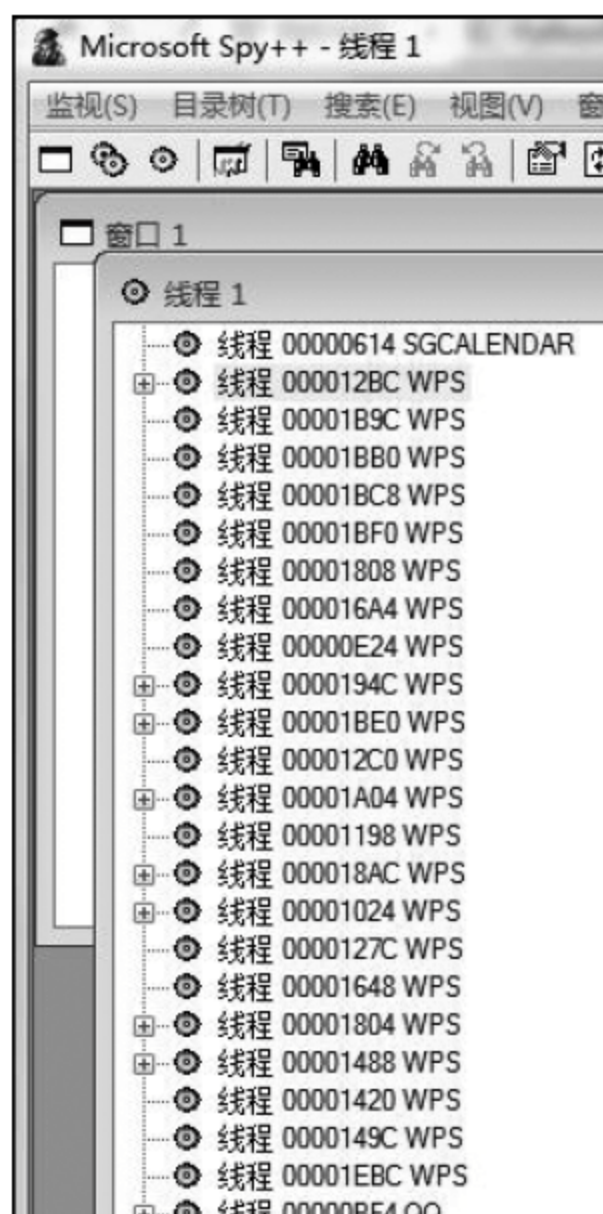 Microsoft Spy++ - 线程 1
监视(S) 目录树(T) 搜索(E) 视图(V) 窗
窗口 1
线程 1
线程 00000614 SGCALENDAR
线程 000012BC WPS
线程 00001B9C WPS
线程 00001BB0 WPS
线程 00001BC8 WPS
线程 00001BF0 WPS
线程 00001808 WPS
线程 000016A4 WPS
线程 00000E24 WPS
线程 0000194C WPS
线程 00001BE0 WPS
线程 000012C0 WPS
线程 00001A04 WPS
线程 00001198 WPS
线程 000018AC WPS
线程 00001024 WPS
线程 0000127C WPS
线程 00001648 WPS
线程 00001804 WPS
线程 00001488 WPS
线程 00001420 WPS
线程 0000149C WPS
线程 00001EBC WPS
线程 00000BF4 QQ